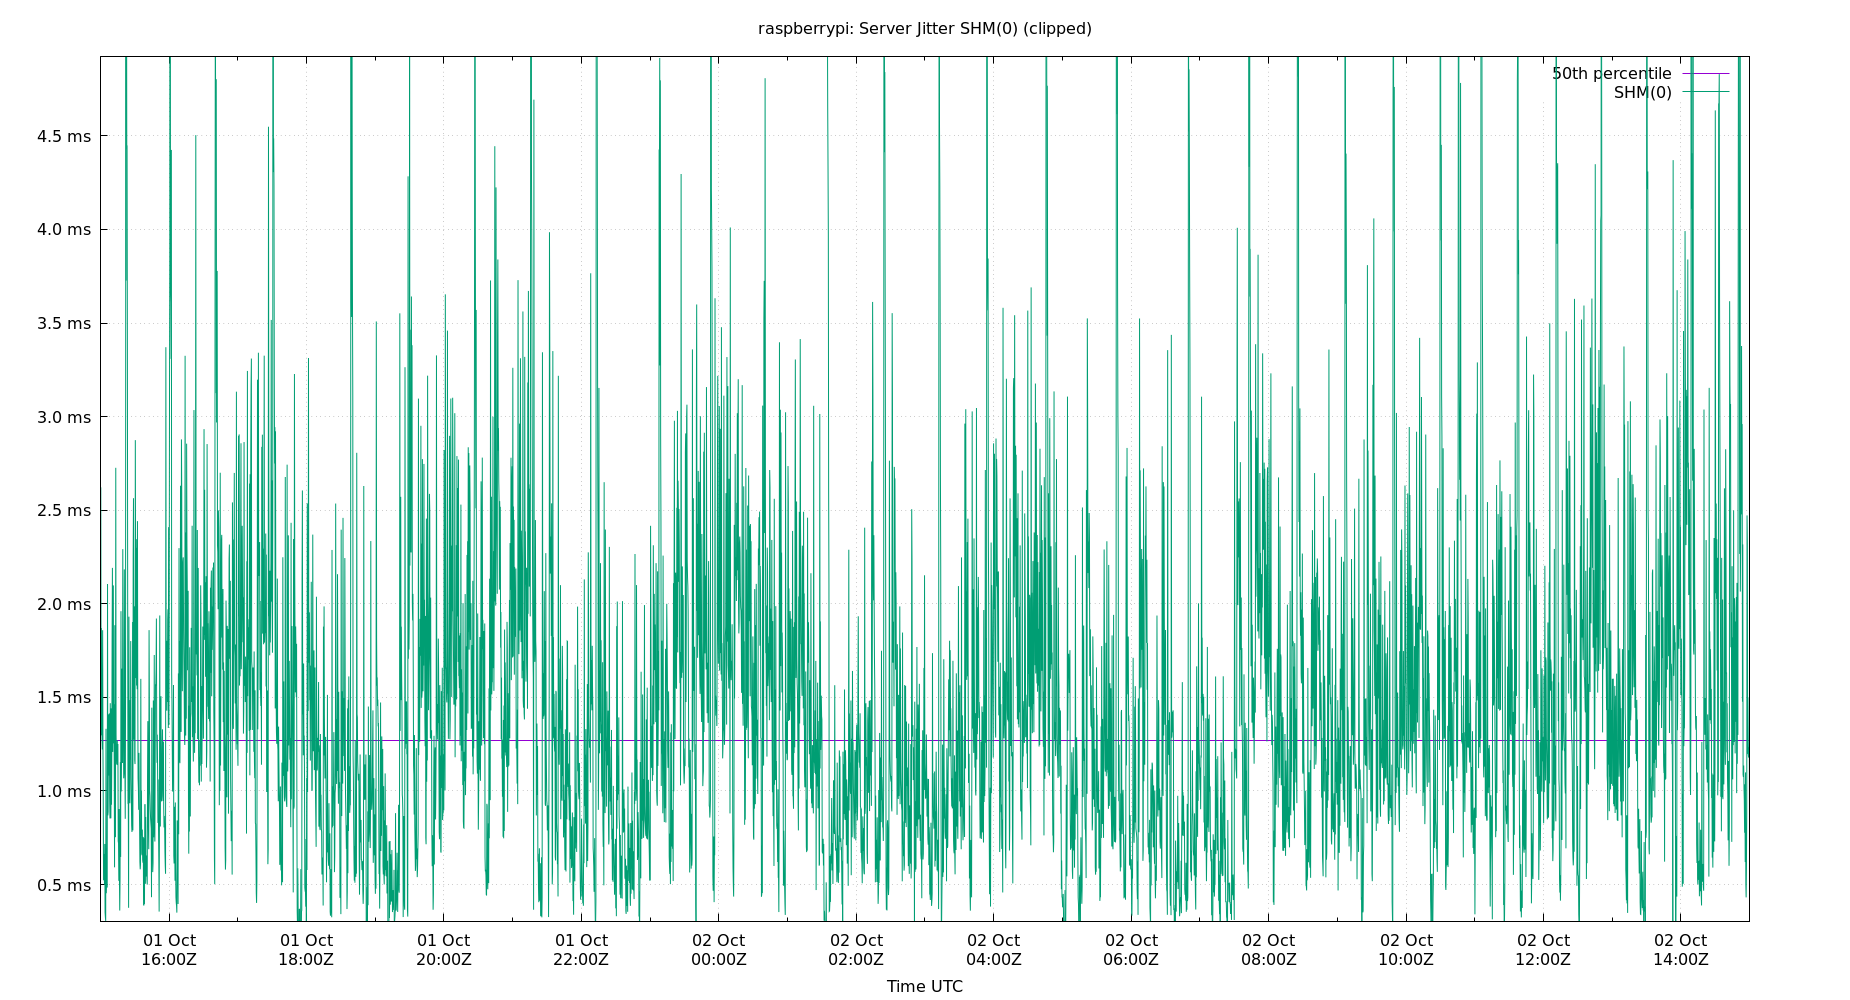 raspberrypi: Server Jitter SHM(0) (clipped)
50th percentile
SHM(0)
4.5 ms
4.0 ms
3.5 ms
3.0 ms
2.5 ms
2.0 ms
1.5 ms
1.0 ms
0.5 ms
01 Oct 01 Oct 01 Oct 01 Oct 02 Oct 02 Oct 02 Oct 02 Oct 02 Oct 02 Oct 02 Oct 02 Oct
16:00Z 18:00Z 20:00Z 22:00Z 00:00Z 02:00Z 04:00Z 06:00Z 08:00Z 10:00Z 12:00Z 14:00Z
Time UTC